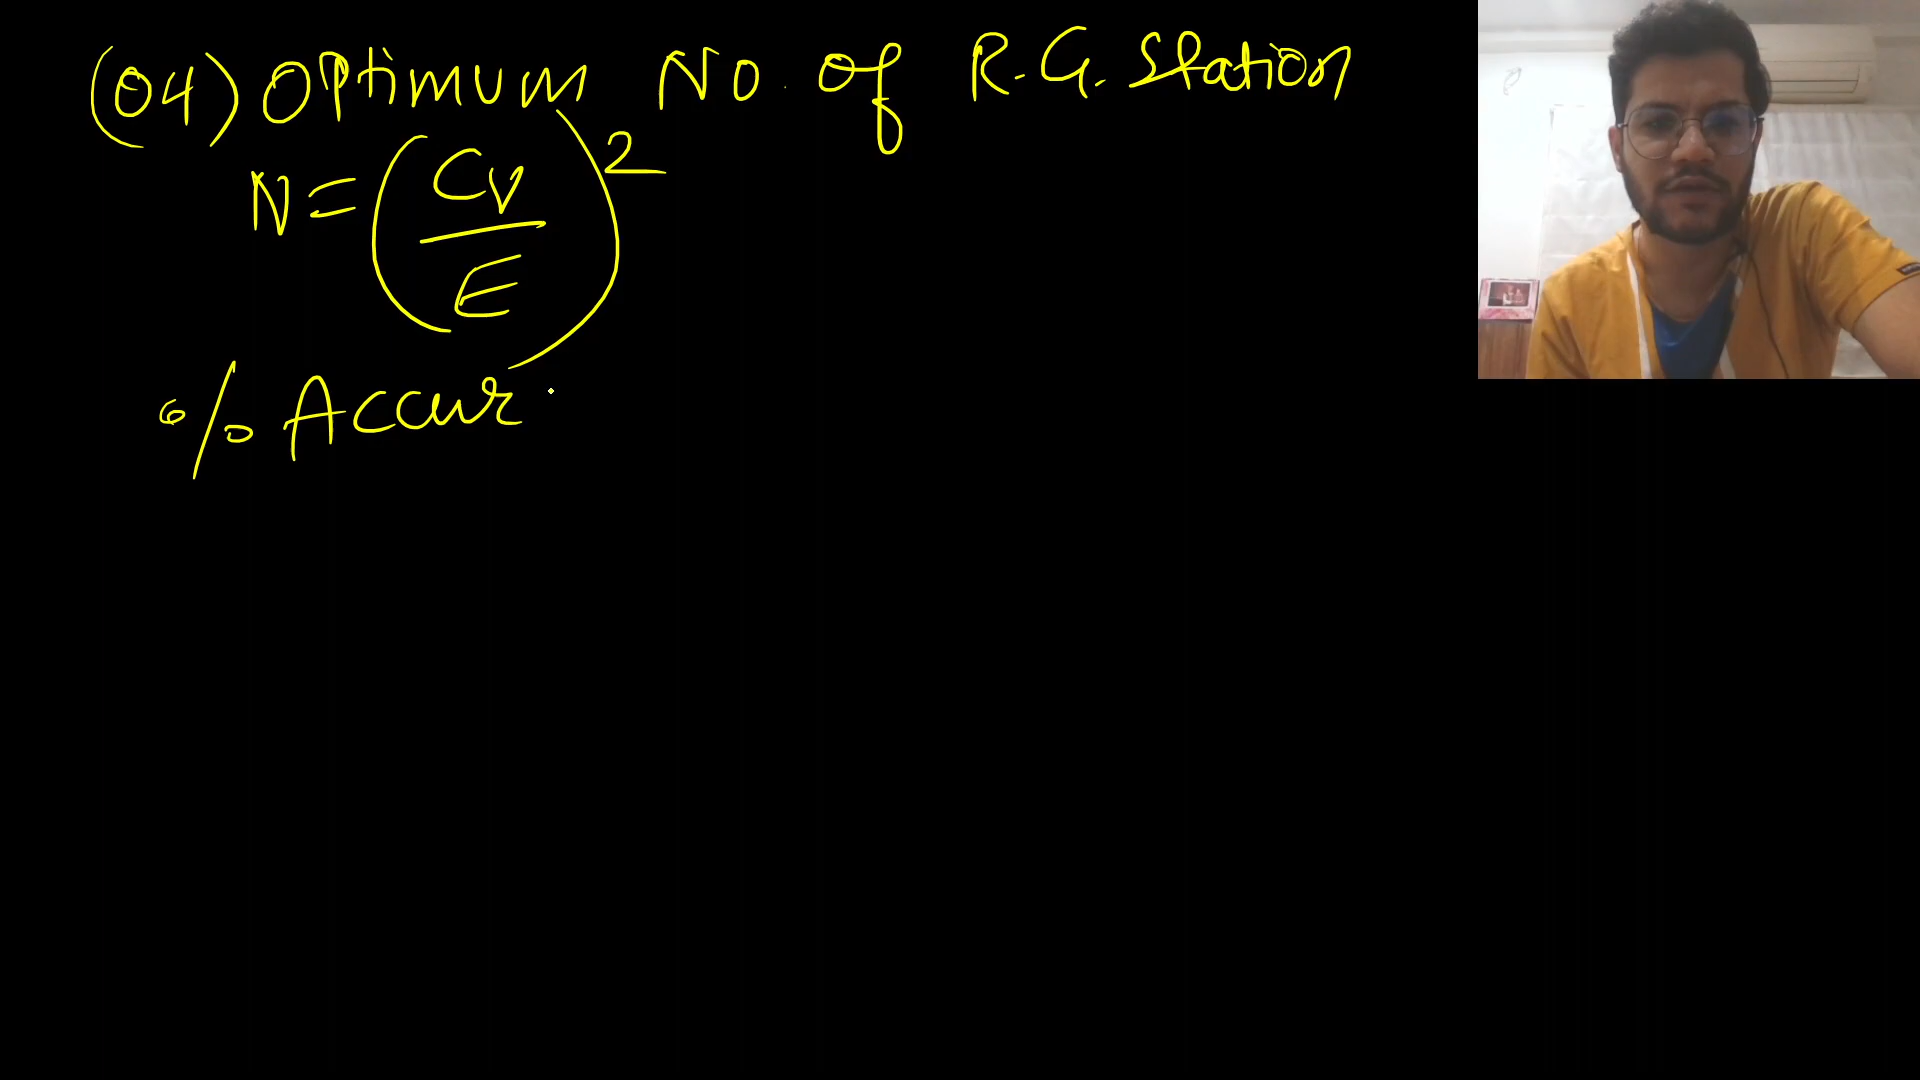 (04) Optimum No. of R.G. Station
N = (Cv / E)^2
% Accur